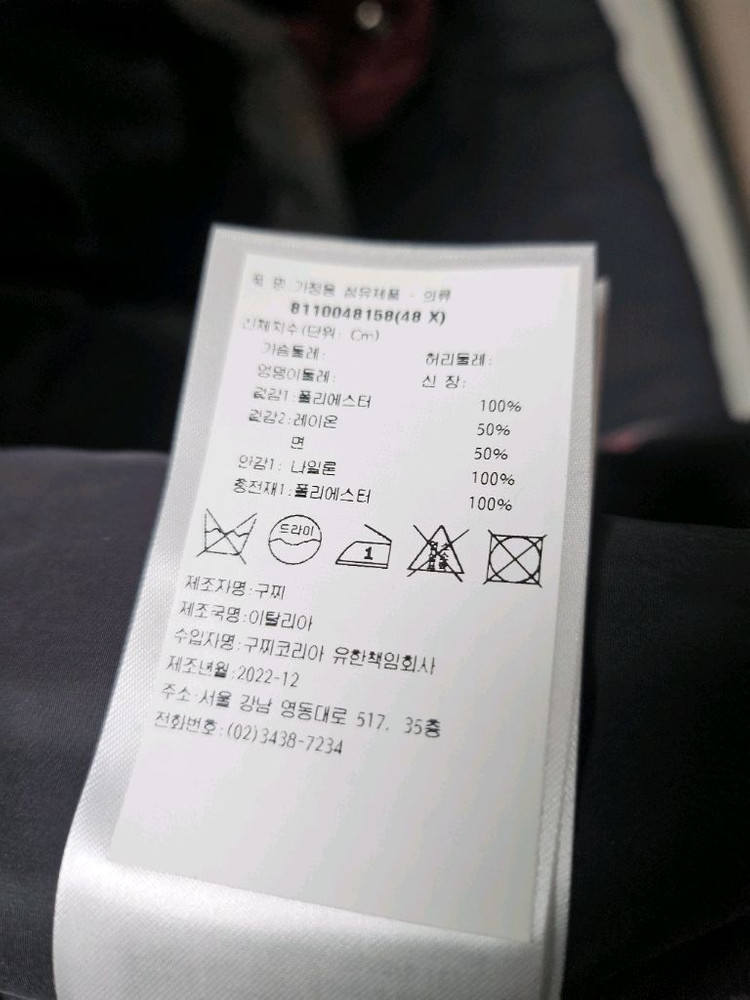 품 명:가정용 섬유제품 - 의류
8110048158(48 X)
신체치수(단위: Cm)
가슴둘레: 허리둘레:
엉덩이둘레: 신 장:
겉감1:폴리에스터 100%
겉감2:레이온 50%
면 50%
안감1: 나일론 100%
충전재1:폴리에스터 100%
드라이 1
제조자명:구찌
제조국명:이탈리아
수입자명:구찌코리아 유한책임회사
제조년월:2022-12
주소:서울 강남 영동대로 517. 35층
전화번호:(02)3438-7234